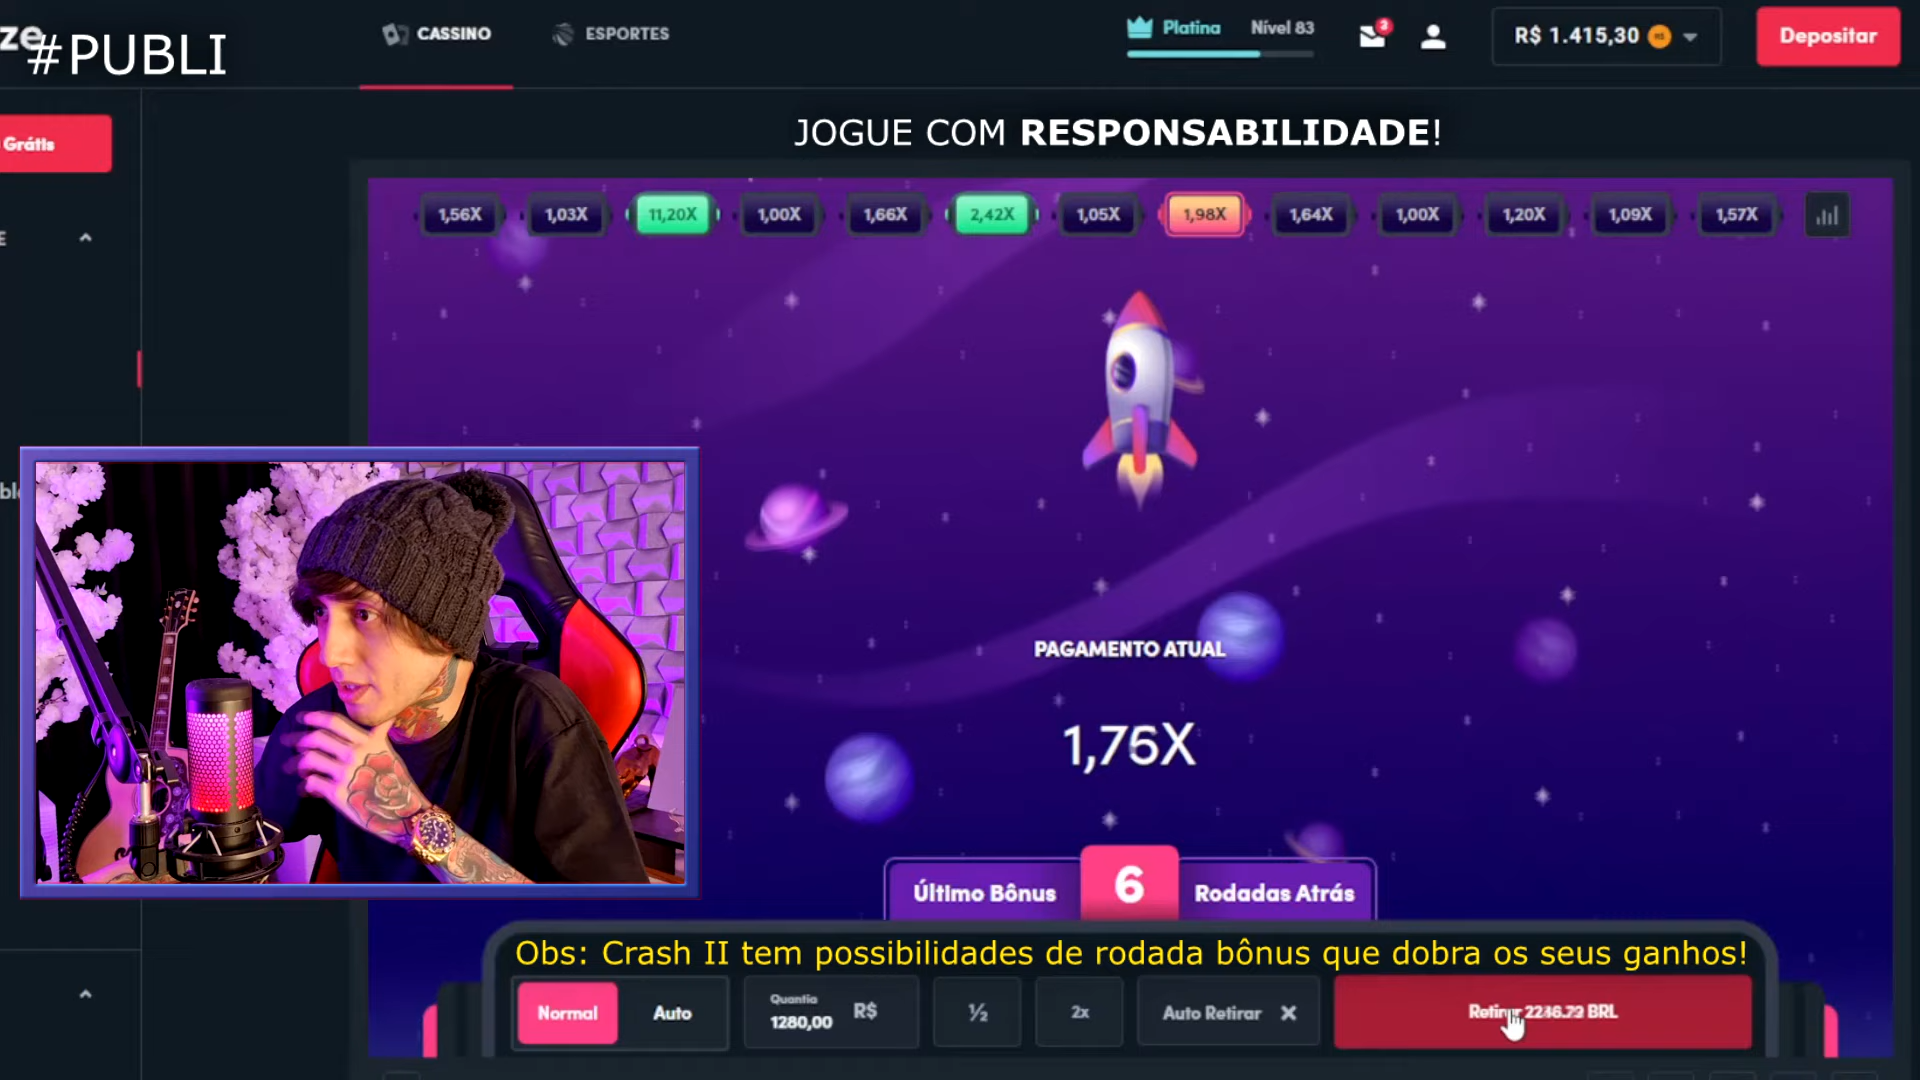 ze
#PUBLI
CASSINO
ESPORTES
Platina
Nível 83
3
R$ 1.415,30
R$
Depositar
Grátis
JOGUE COM RESPONSABILIDADE!
1,56X
1,03X
11,20X
1,00X
1,66X
2,42X
1,05X
1,98X
1,64X
1,00X
1,20X
1,09X
1,57X
E
PAGAMENTO ATUAL
1,75X
Último Bônus
6
Rodadas Atrás
Obs: Crash II tem possibilidades de rodada bônus que dobra os seus ganhos!
Normal
Auto
Quantia
1280,00
R$
½
2x
Auto Retirar
BRL